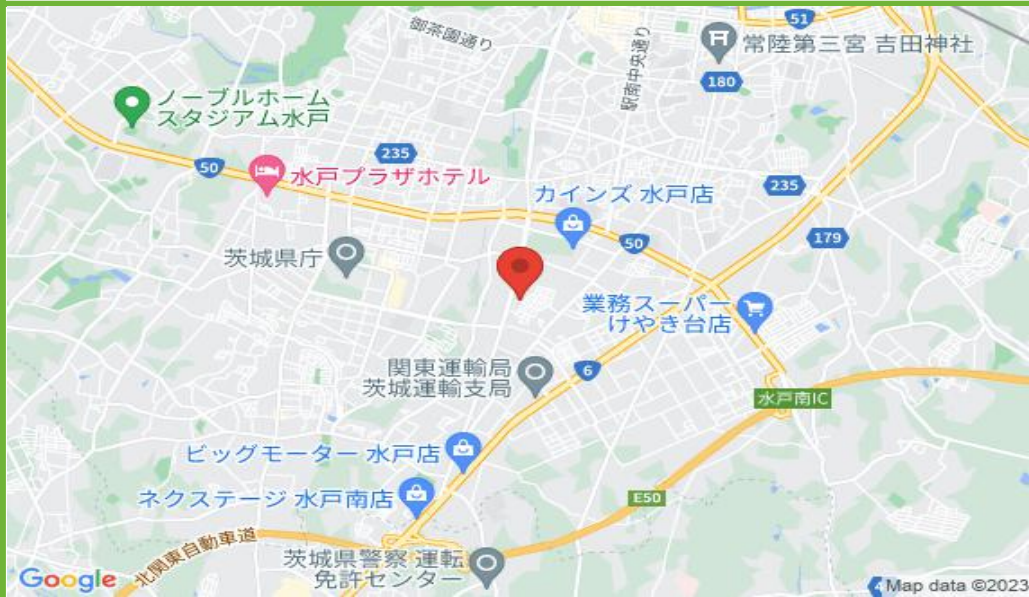 御茶園通り
駅南中央通り
51
常陸第三宮 吉田神社
180
ノーブルホーム
スタジアム水戸
235
50
水戸プラザホテル
カインズ 水戸店
235
茨城県庁
50
179
業務スーパー
けやき台店
関東運輸局
茨城運輸支局
6
水戸南IC
ビッグモーター 水戸店
ネクステージ 水戸南店
E50
北関東自動車道
茨城県警察 運転
免許センター
Google
Map data ©2023